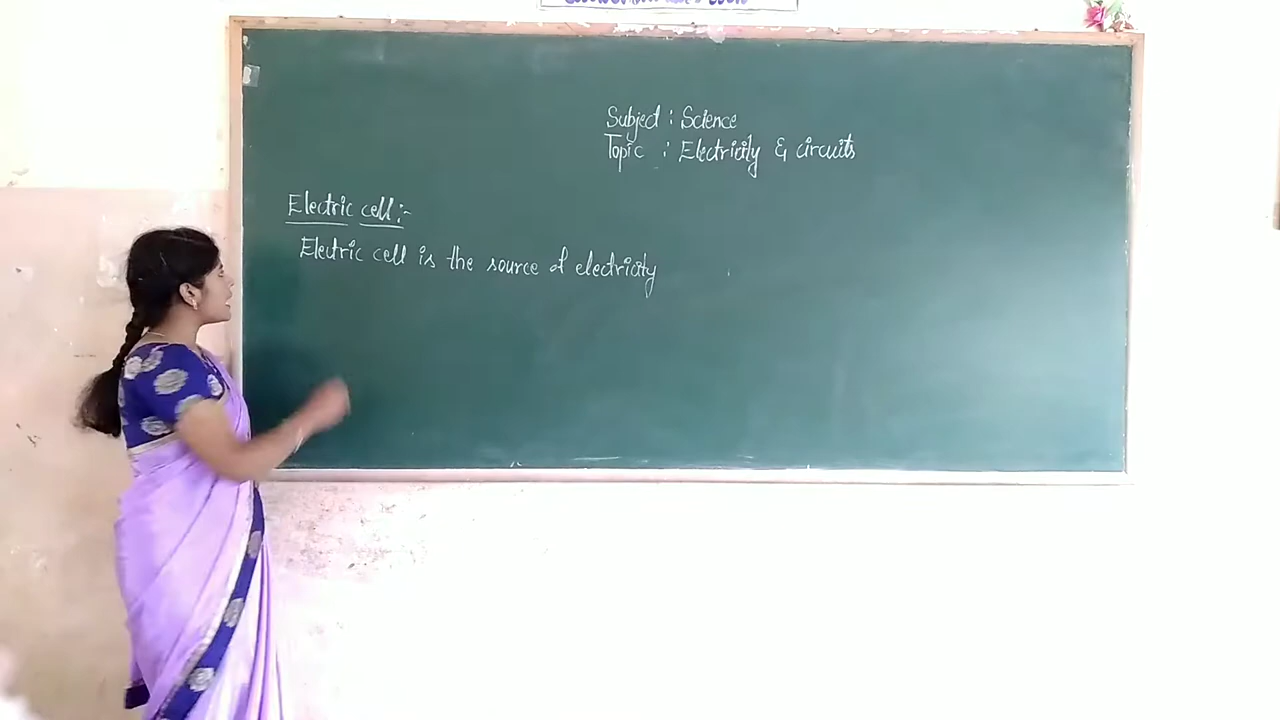 Subject : Science
Topic : Electricity & circuits
Electric cell :-
Electric cell is the source of electricity